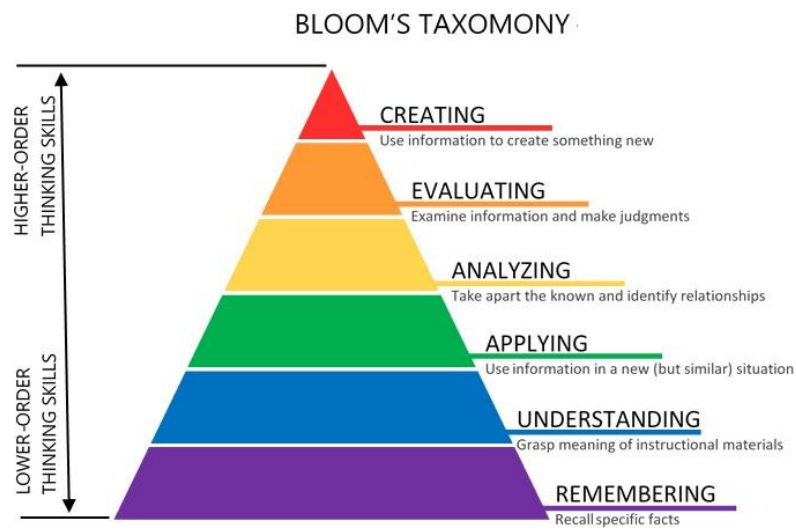 BLOOM'S TAXOMONY
HIGHER-ORDER
THINKING SKILLS
LOWER-ORDER
THINKING SKILLS
CREATING
Use information to create something new
EVALUATING
Examine information and make judgments
ANALYZING
Take apart the known and identify relationships
APPLYING
Use information in a new (but similar) situation
UNDERSTANDING
Grasp meaning of instructional materials
REMEMBERING
Recall specific facts